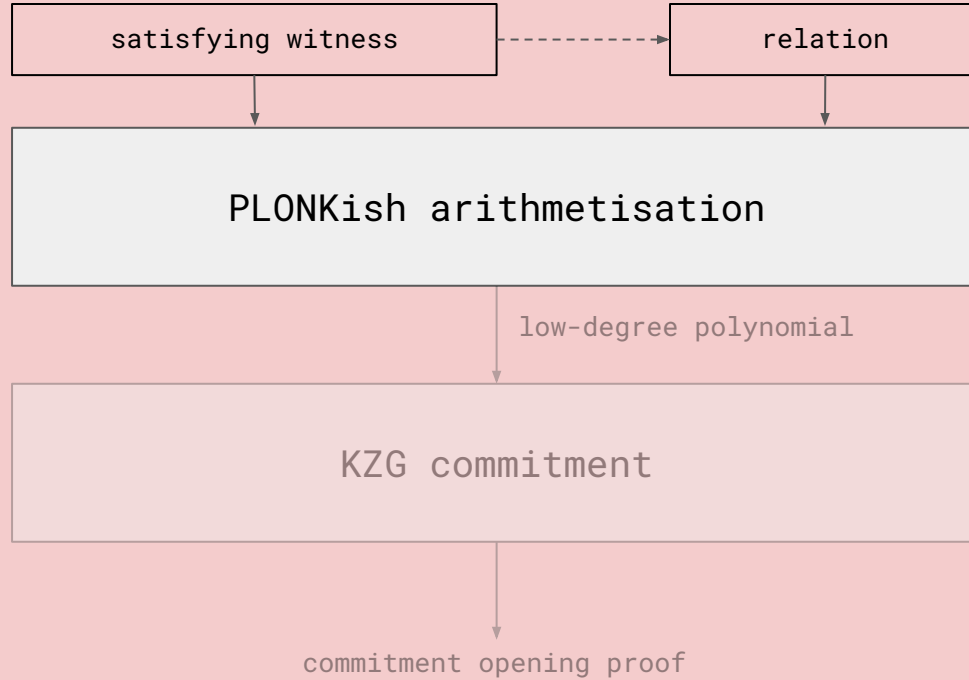 satisfying witness
relation
PLONKish arithmetisation
low-degree polynomial
KZG commitment
commitment opening proof